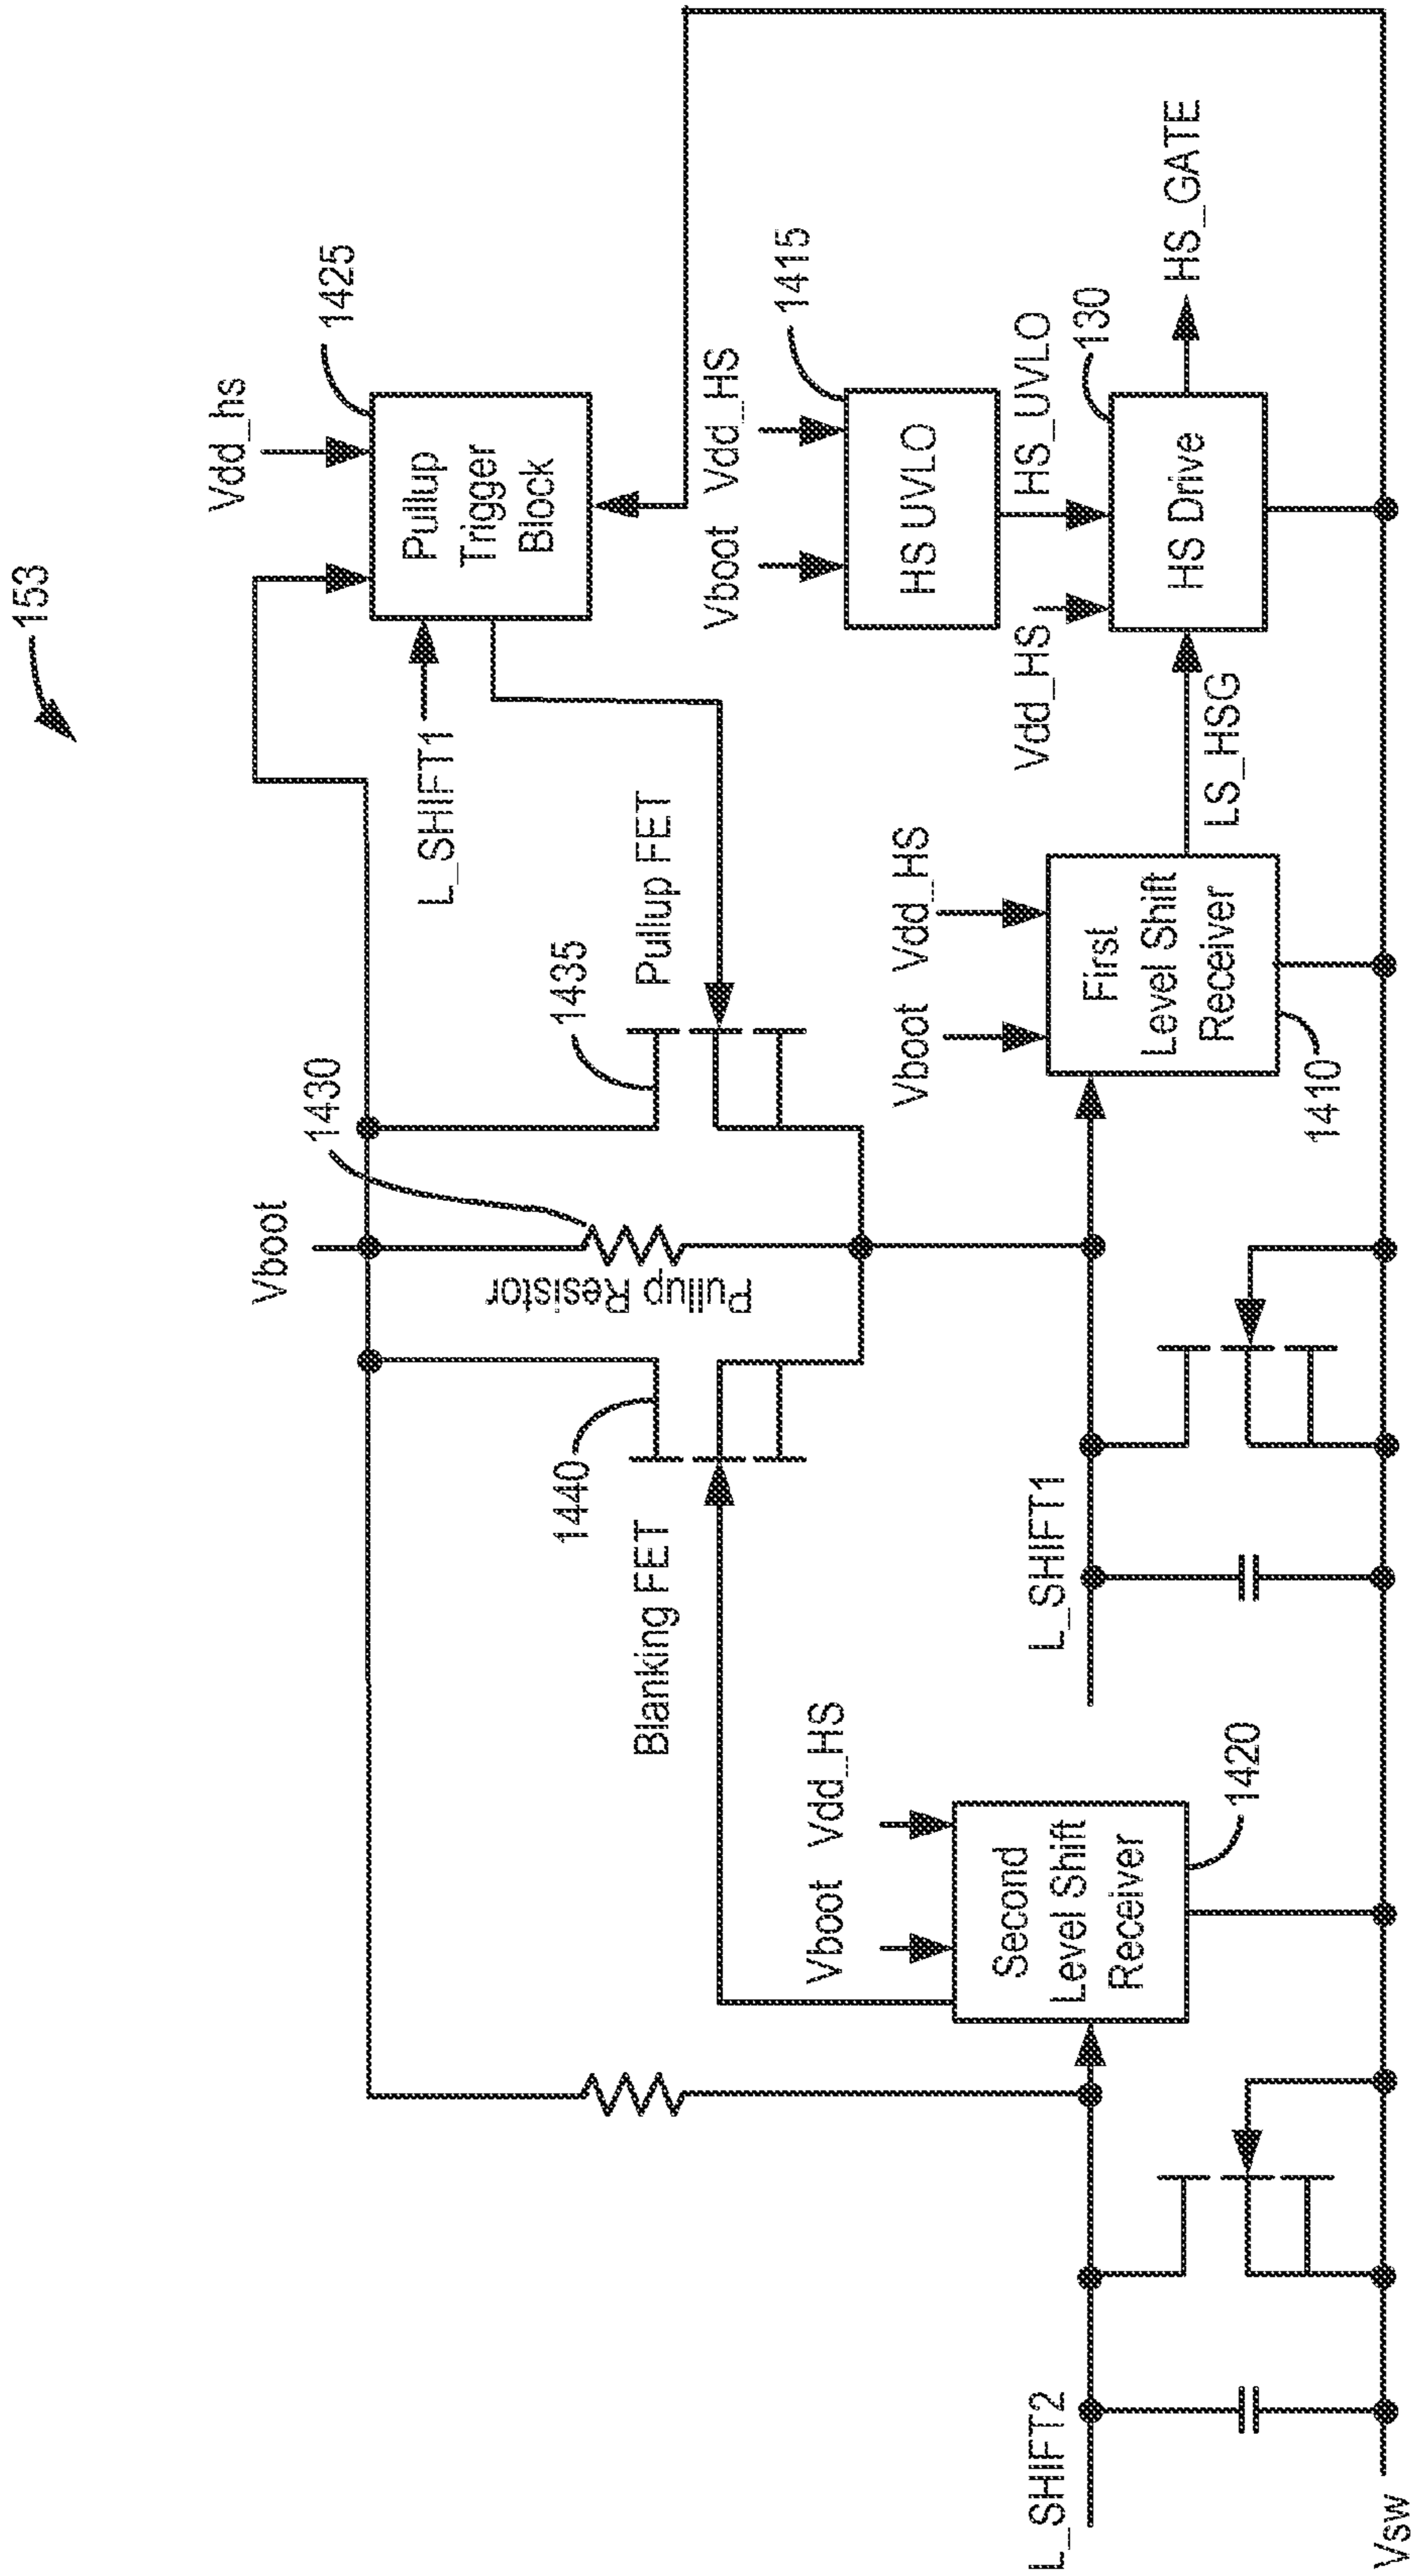 153
Vdd_hs
1425
Pullup
Trigger
Block
L_SHIFT1
Vboot
1430
Pullup Resistor
1435
Pullup FET
1440
Blanking FET
Vboot
Vdd_HS
1415
HS UVLO
HS_UVLO
Vdd_HS
130
HS Drive
HS_GATE
LS_HSG
Vboot
Vdd_HS
First
Level Shift
Receiver
1410
L_SHIFT1
Vboot
Vdd_HS
Second
Level Shift
Receiver
1420
L_SHIFT2
Vsw